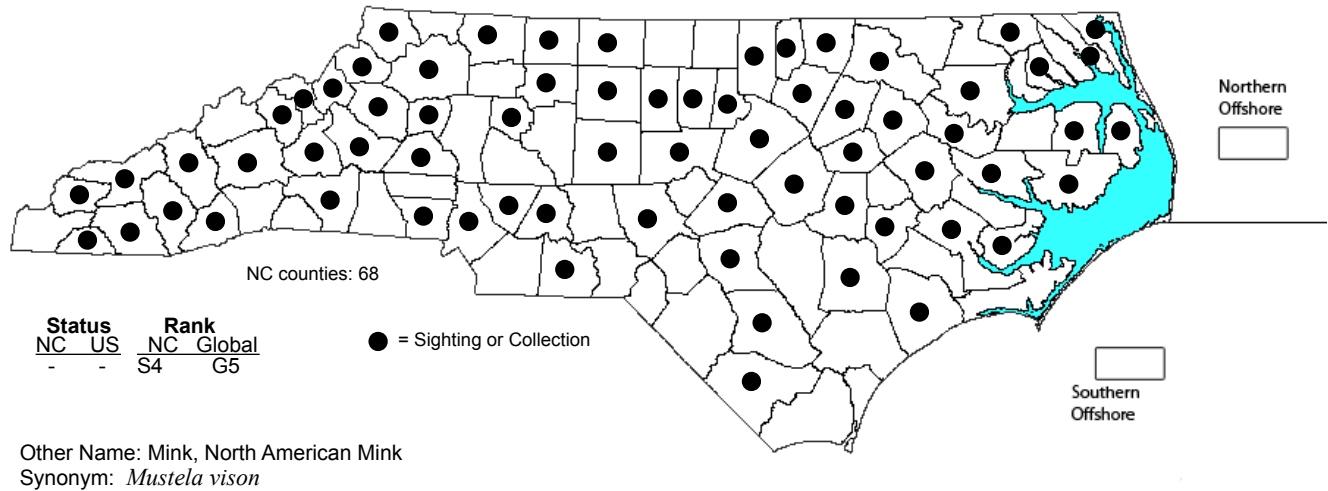 Northern
Offshore
NC counties: 68
Status Rank
NC US NC Global
- - S4 G5
= Sighting or Collection
Southern
Offshore
Other Name: Mink, North American Mink
Synonym: Mustela vison